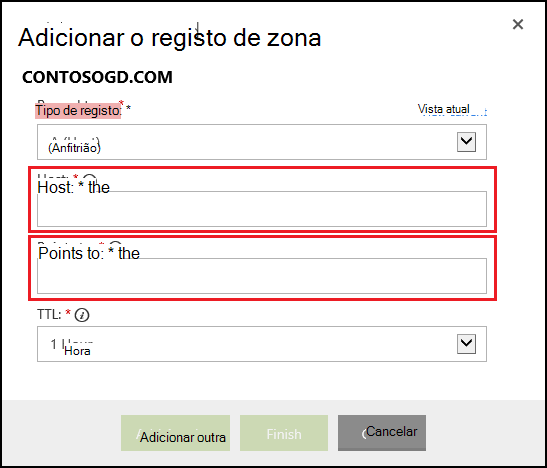 Adicionar o registo de zona
CONTOSOGD.COM
Tipo de registo: *
Vista atual
(Anfitrião)
Host: * the
Points to: * the
TTL: *
1
Hora
Adicionar outra
Finish
Cancelar